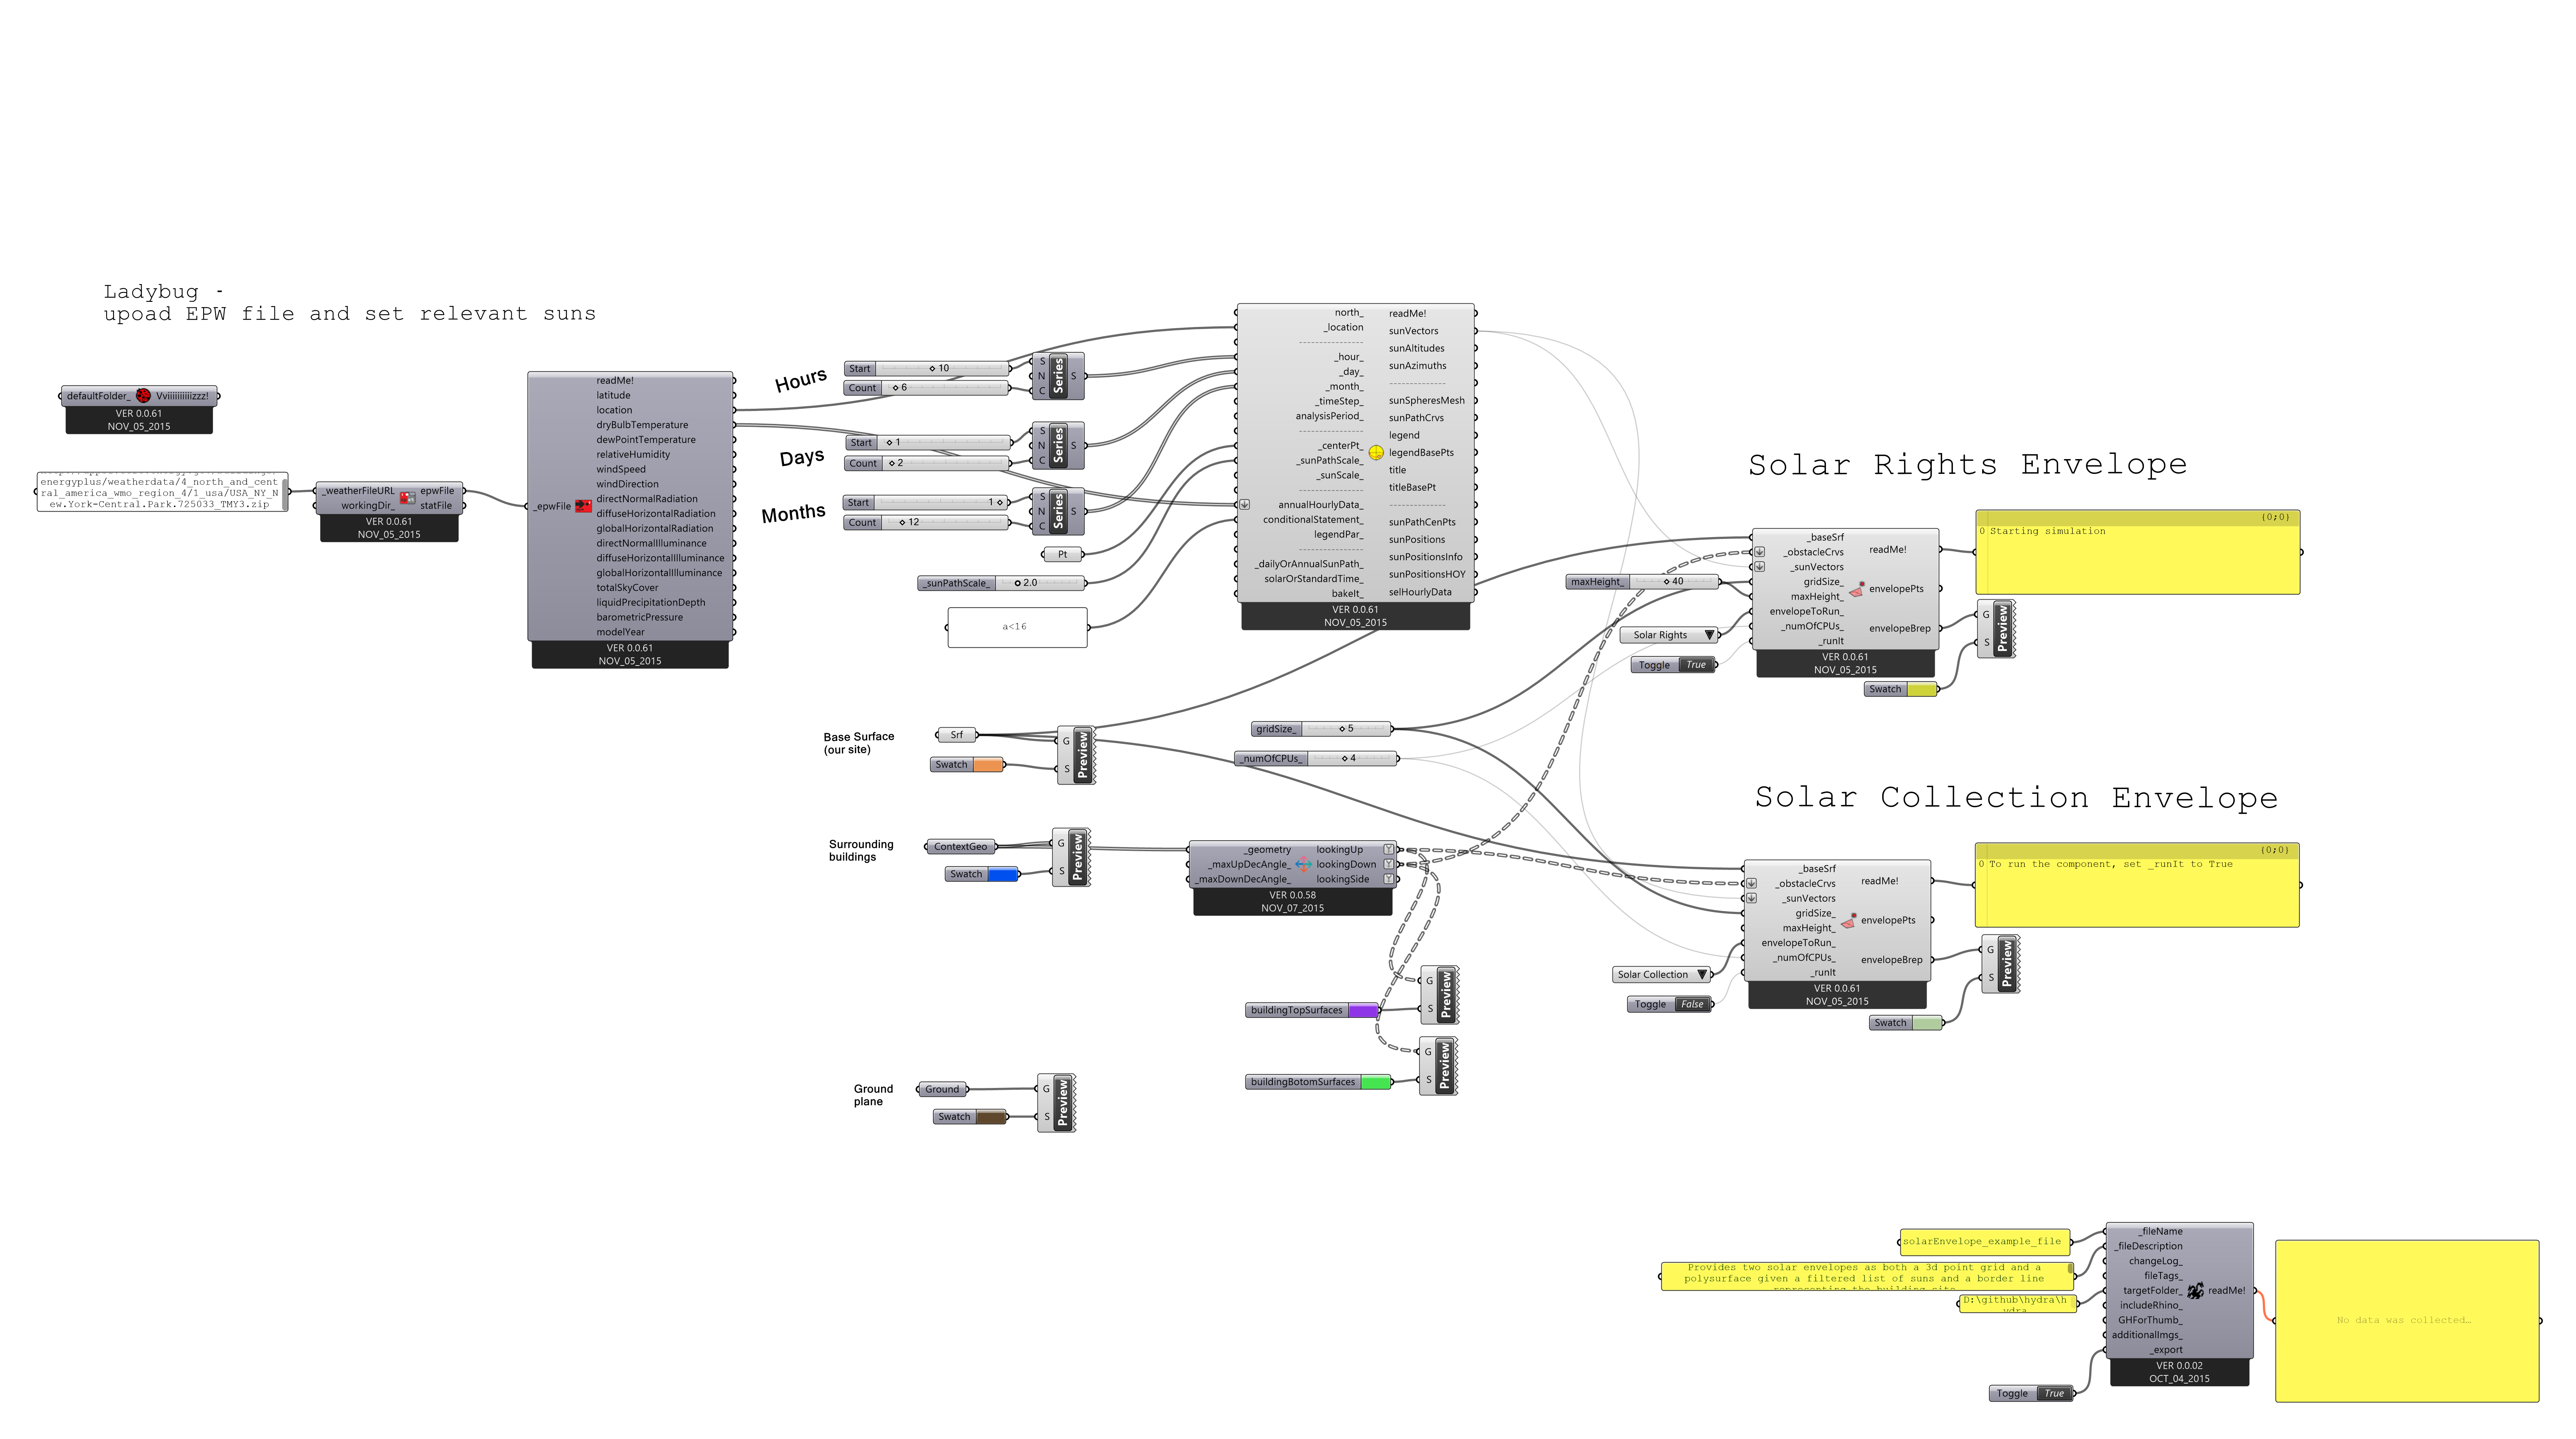 Ladybug -
upoad EPW file and set relevant suns
defaultFolder_ Vviiiiiiiiiizzz!
VER 0.0.61
NOV_05_2015
energyplus/weatherdata/4_north_and_cent
ral_america_wmo_region_4/1_usa/USA_NY_N
ew.York-Central.Park.725033_TMY3.zip
_weatherFileURL epwFile
workingDir_ statFile
VER 0.0.61
NOV_05_2015
_epwFile
readMe!
latitude
location
dryBulbTemperature
dewPointTemperature
relativeHumidity
windSpeed
windDirection
directNormalRadiation
diffuseHorizontalRadiation
globalHorizontalRadiation
directNormalIlluminance
diffuseHorizontalIlluminance
globalHorizontalIlluminance
totalSkyCover
liquidPrecipitationDepth
barometricPressure
modelYear
VER 0.0.61
NOV_05_2015
Hours
Start 10
Count 6
S N C Series S
Days
Start 1
Count 2
S N C Series S
Months
Start 1
Count 12
S N C Series S
Pt
_sunPathScale_ 2.0
a<16
north_
_location
---------------
_hour_
_day_
_month_
_timeStep_
analysisPeriod_
---------------
_centerPt_
_sunPathScale_
_sunScale_
---------------
annualHourlyData_
conditionalStatement_
legendPar_
---------------
_dailyOrAnnualSunPath_
solarOrStandardTime_
bakeIt_
readMe!
sunVectors
sunAltitudes
sunAzimuths
-------------
sunSpheresMesh
sunPathCrvs
legend
legendBasePts
title
titleBasePt
-------------
sunPathCenPts
sunPositions
sunPositionsInfo
sunPositionsHOY
selHourlyData
VER 0.0.61
NOV_05_2015
Base Surface
(our site)
Srf
Swatch
G S Preview
Surrounding
buildings
ContextGeo
Swatch
G S Preview
Ground
plane
Ground
Swatch
G S Preview
gridSize_ 5
_numOfCPUs_ 4
_geometry lookingUp
_maxUpDecAngle_ lookingDown
_maxDownDecAngle_ lookingSide
VER 0.0.58
NOV_07_2015
buildingTopSurfaces
G S Preview
buildingBotomSurfaces
G S Preview
Solar Rights Envelope
maxHeight_ 40
Solar Rights
Toggle True
_baseSrf
_obstacleCrvs
_sunVectors
gridSize_
maxHeight_
envelopeToRun_
_numOfCPUs_
_runIt
readMe!
envelopePts
envelopeBrep
VER 0.0.61
NOV_05_2015
Swatch
{0;0}
0 Starting simulation
G S Preview
Solar Collection Envelope
Solar Collection
Toggle False
_baseSrf
_obstacleCrvs
_sunVectors
gridSize_
maxHeight_
envelopeToRun_
_numOfCPUs_
_runIt
readMe!
envelopePts
envelopeBrep
VER 0.0.61
NOV_05_2015
Swatch
{0;0}
0 To run the component, set _runIt to True
G S Preview
solarEnvelope_example_file
Provides two solar envelopes as both a 3d point grid and a
polysurface given a filtered list of suns and a border line
representing the building site
D:\github\hydra\h
ydra
Toggle True
_fileName
_fileDescription
changeLog_
fileTags_
targetFolder_
includeRhino_
GHForThumb_
additionalImgs_
_export
readMe!
VER 0.0.02
OCT_04_2015
No data was collected…